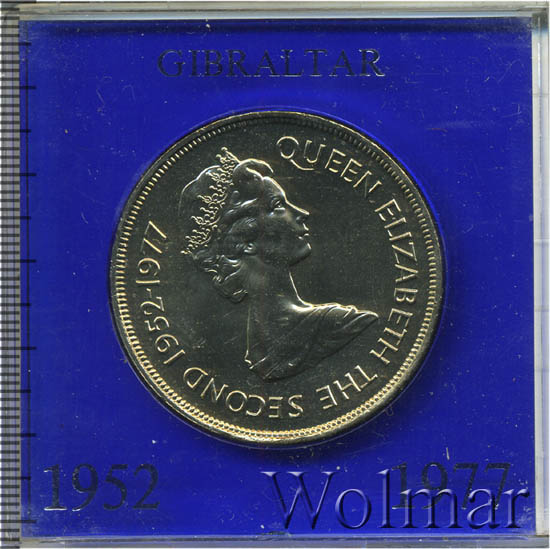 GIBRALTAR
QUEEN ELIZABETH THE SECOND 1952-1977
1952 1977
Wolmar